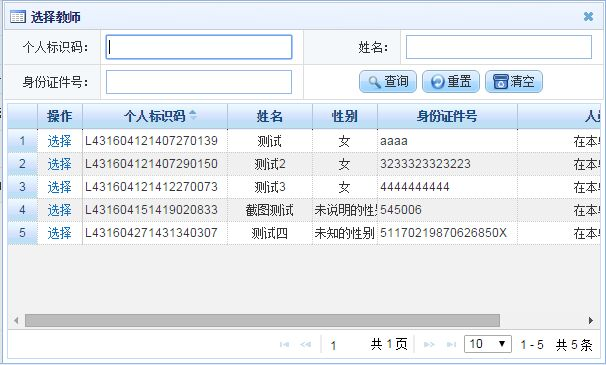 选择教师
个人标识码： 姓名：
身份证件号： 查询 重置 清空
操作 个人标识码 姓名 性别 身份证件号
1 选择 L431604121407270139 测试 女 aaaa 在本
2 选择 L431604121407290150 测试2 女 3233323323223 在本
3 选择 L431604121412270073 测试3 女 4444444444 在本
4 选择 L431604151419020833 截图测试 未说明的性 545006 在本
5 选择 L431604271431340307 测试四 未知的性别 51170219870626850X 在本
1 共 1 页 10 1 - 5 共 5 条